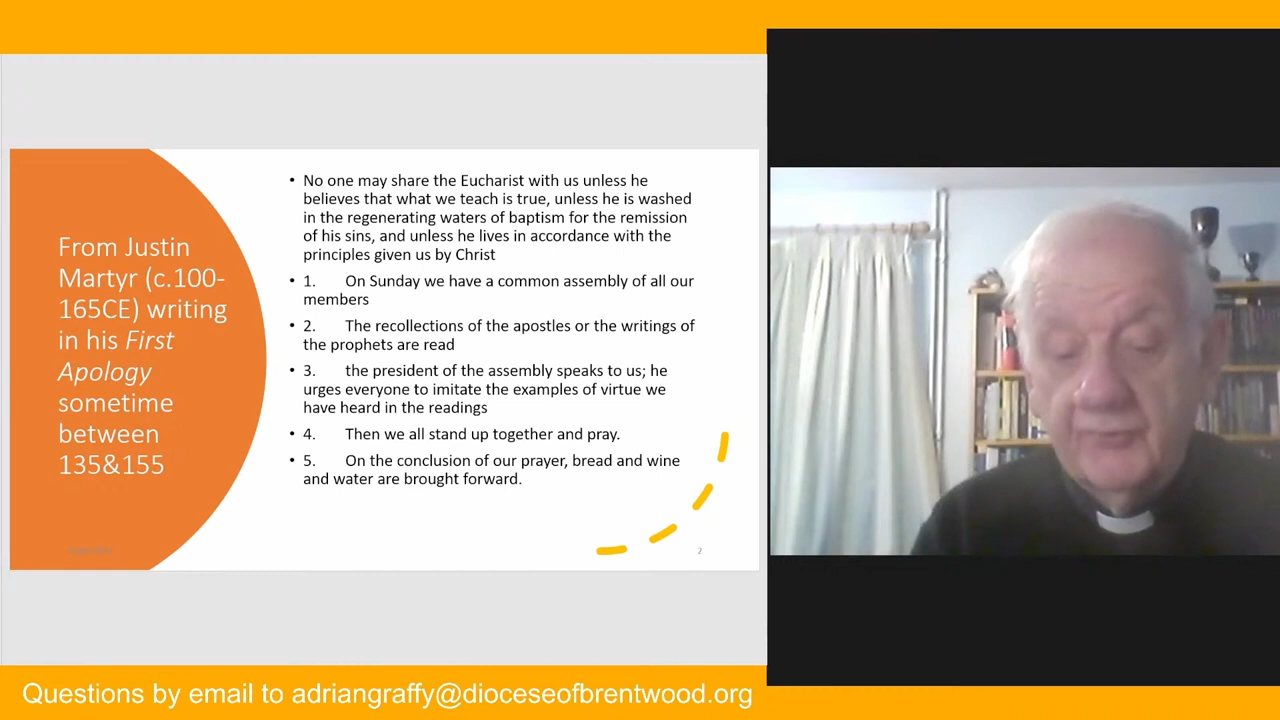 From Justin
Martyr (c.100-
165CE) writing
in his First
Apology
sometime
between
135&155
• No one may share the Eucharist with us unless he
believes that what we teach is true, unless he is washed
in the regenerating waters of baptism for the remission
of his sins, and unless he lives in accordance with the
principles given us by Christ
• 1. On Sunday we have a common assembly of all our
members
• 2. The recollections of the apostles or the writings of
the prophets are read
• 3. the president of the assembly speaks to us; he
urges everyone to imitate the examples of virtue we
have heard in the readings
• 4. Then we all stand up together and pray.
• 5. On the conclusion of our prayer, bread and wine
and water are brought forward.
2
Questions by email to adriangraffy@dioceseofbrentwood.org